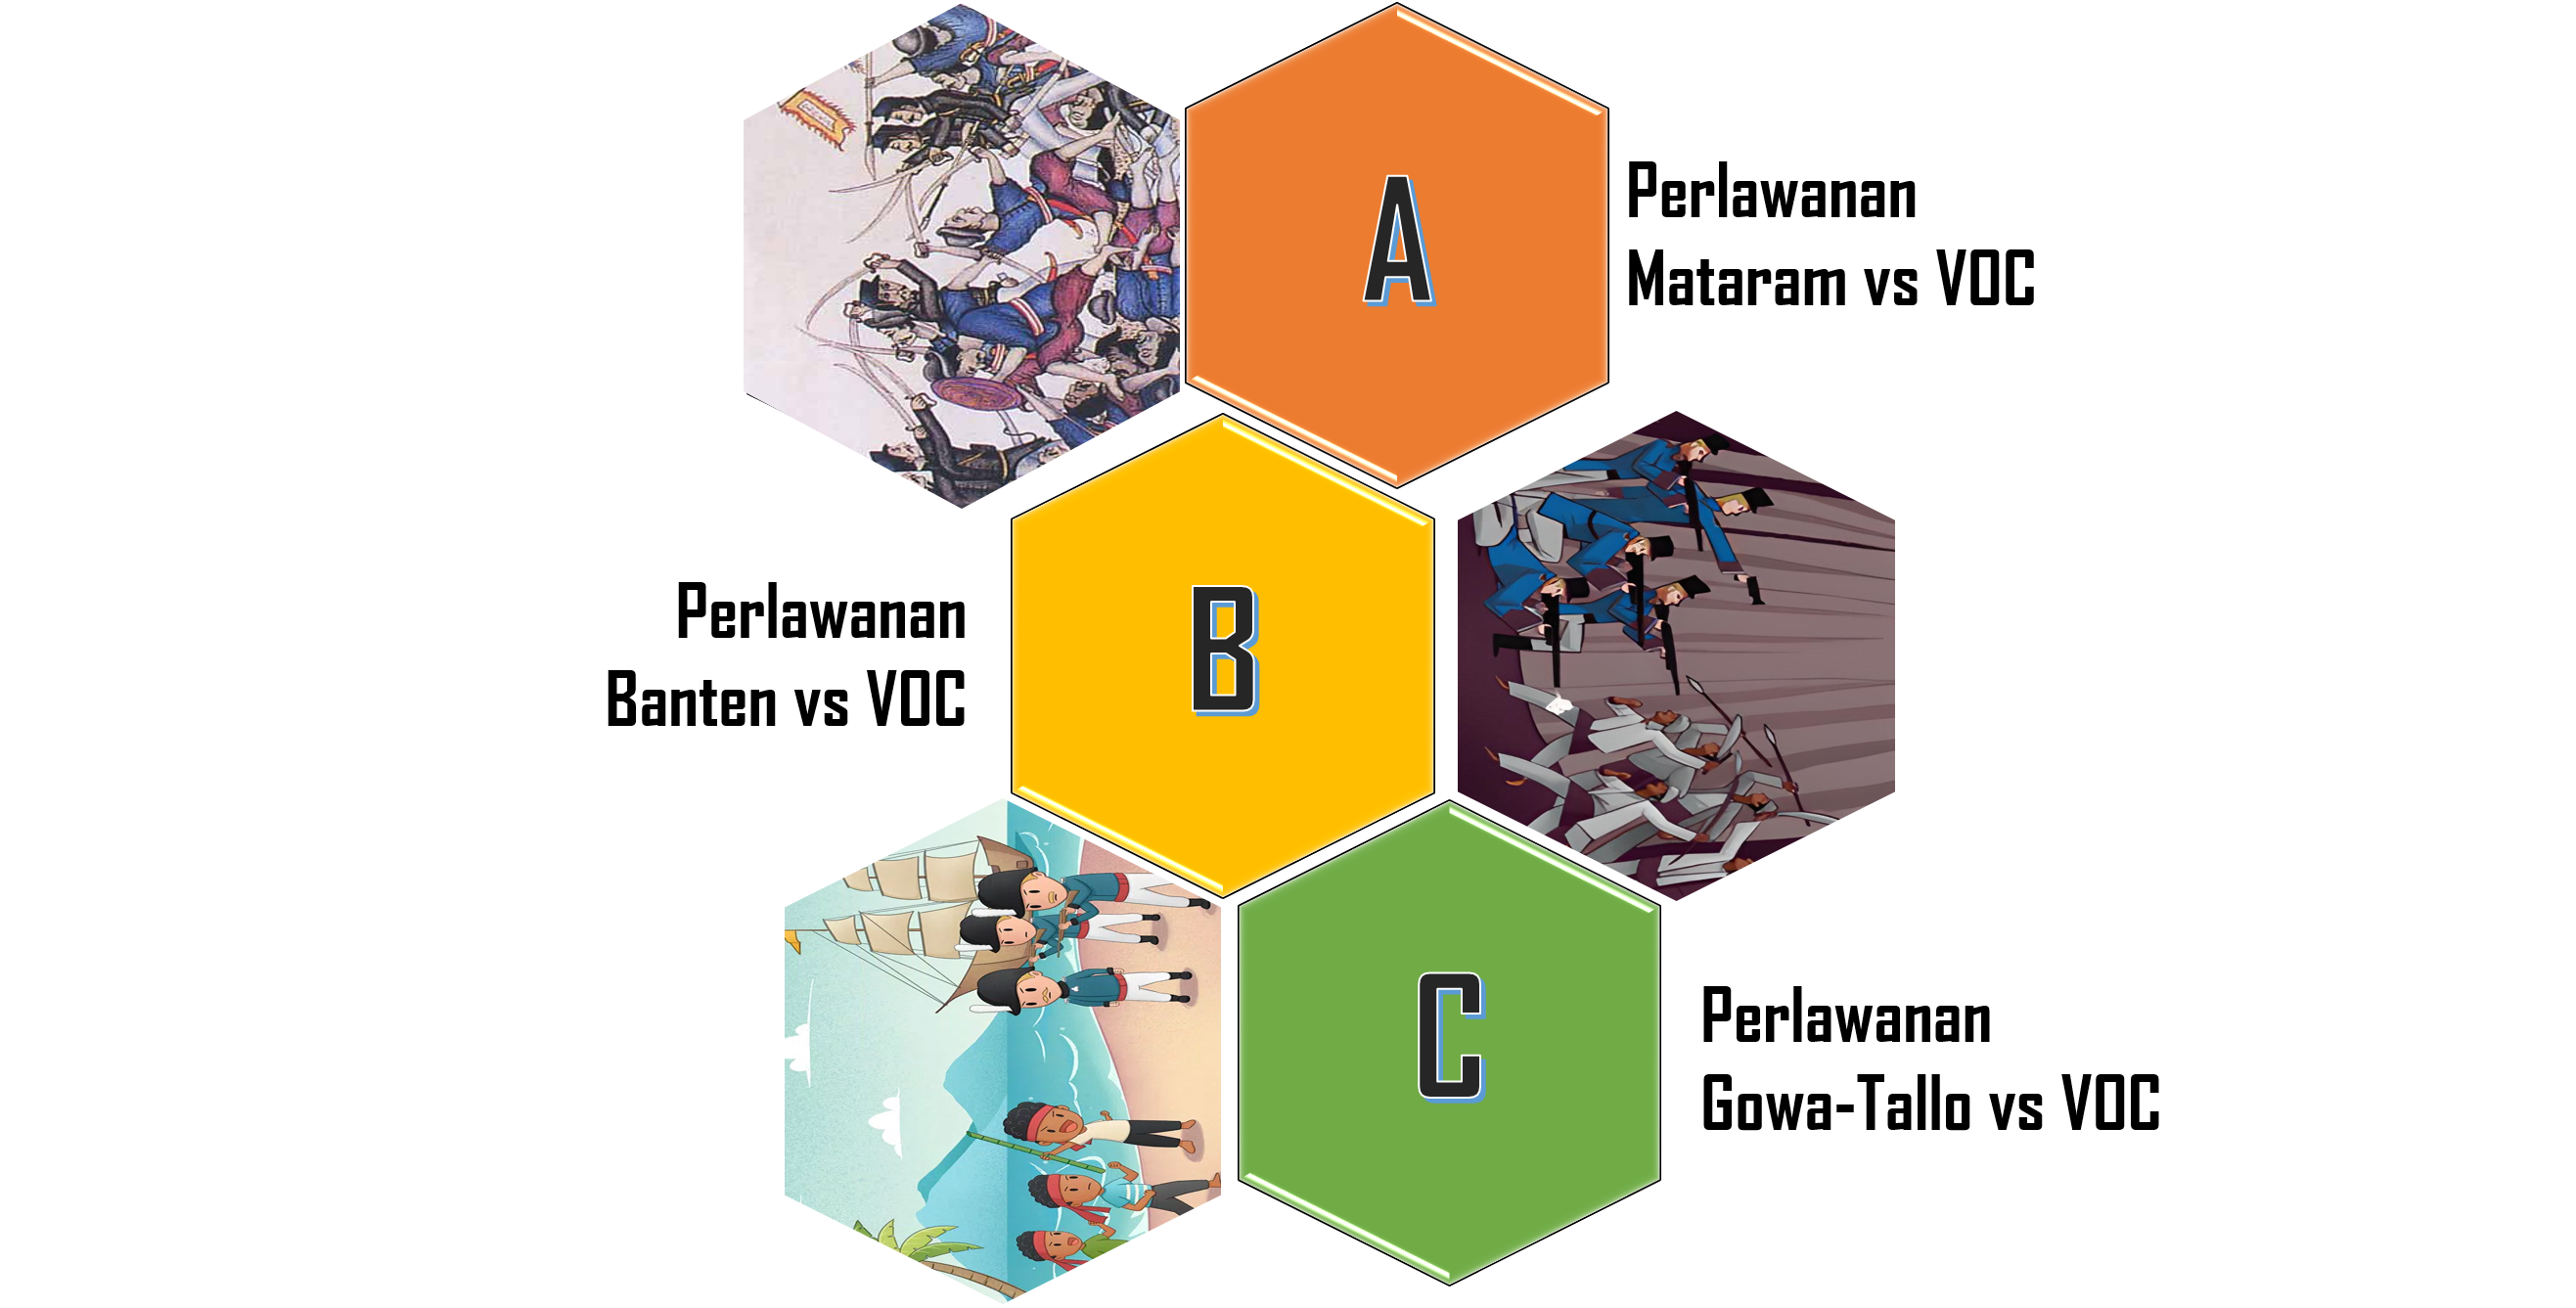 A
Perlawanan
Mataram vs VOC
B
Perlawanan
Banten vs VOC
C
Perlawanan
Gowa-Tallo vs VOC